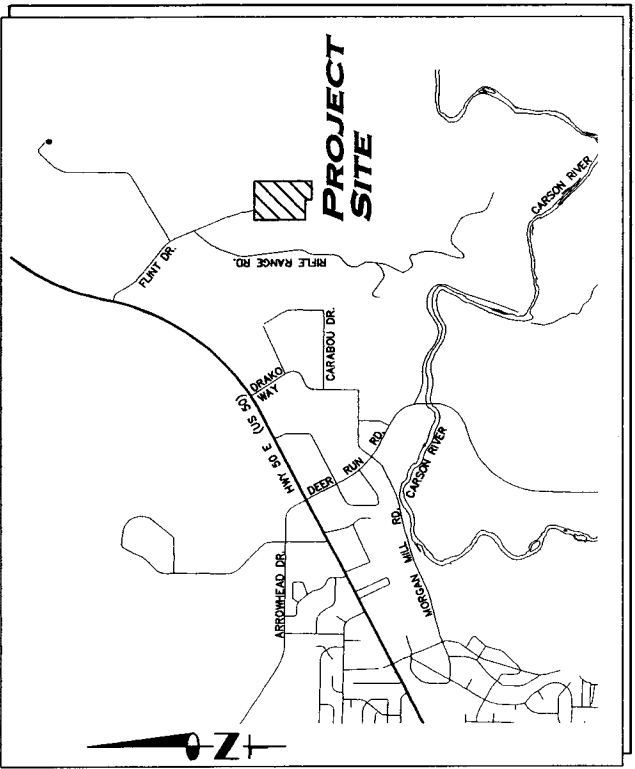 PROJECT
SITE
FLINT DR.
RIFLE RANGE RD.
HWY 50 E (US 50)
DRAKO
WAY
CARABOU DR.
ARROWHEAD DR.
DEER RUN RD.
MORGAN MILL RD.
CARSON RIVER
CARSON RIVER
N